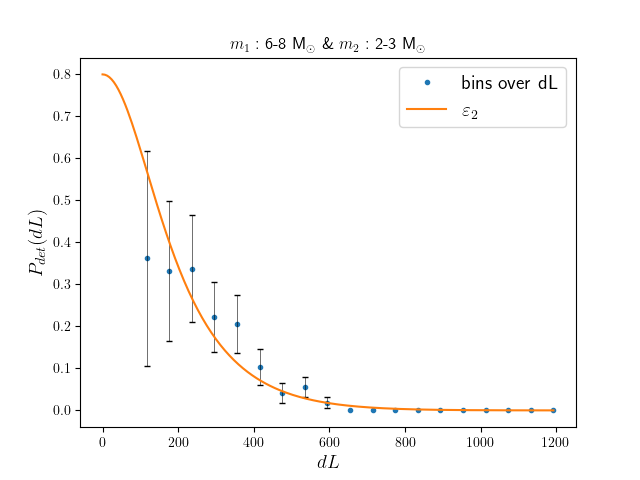 m₁ : 6-8 M⊙ & m₂ : 2-3 M⊙
bins over dL
ε₂
P_det(dL)
0.8
0.7
0.6
0.5
0.4
0.3
0.2
0.1
0.0
0 200 400 600 800 1000 1200
dL